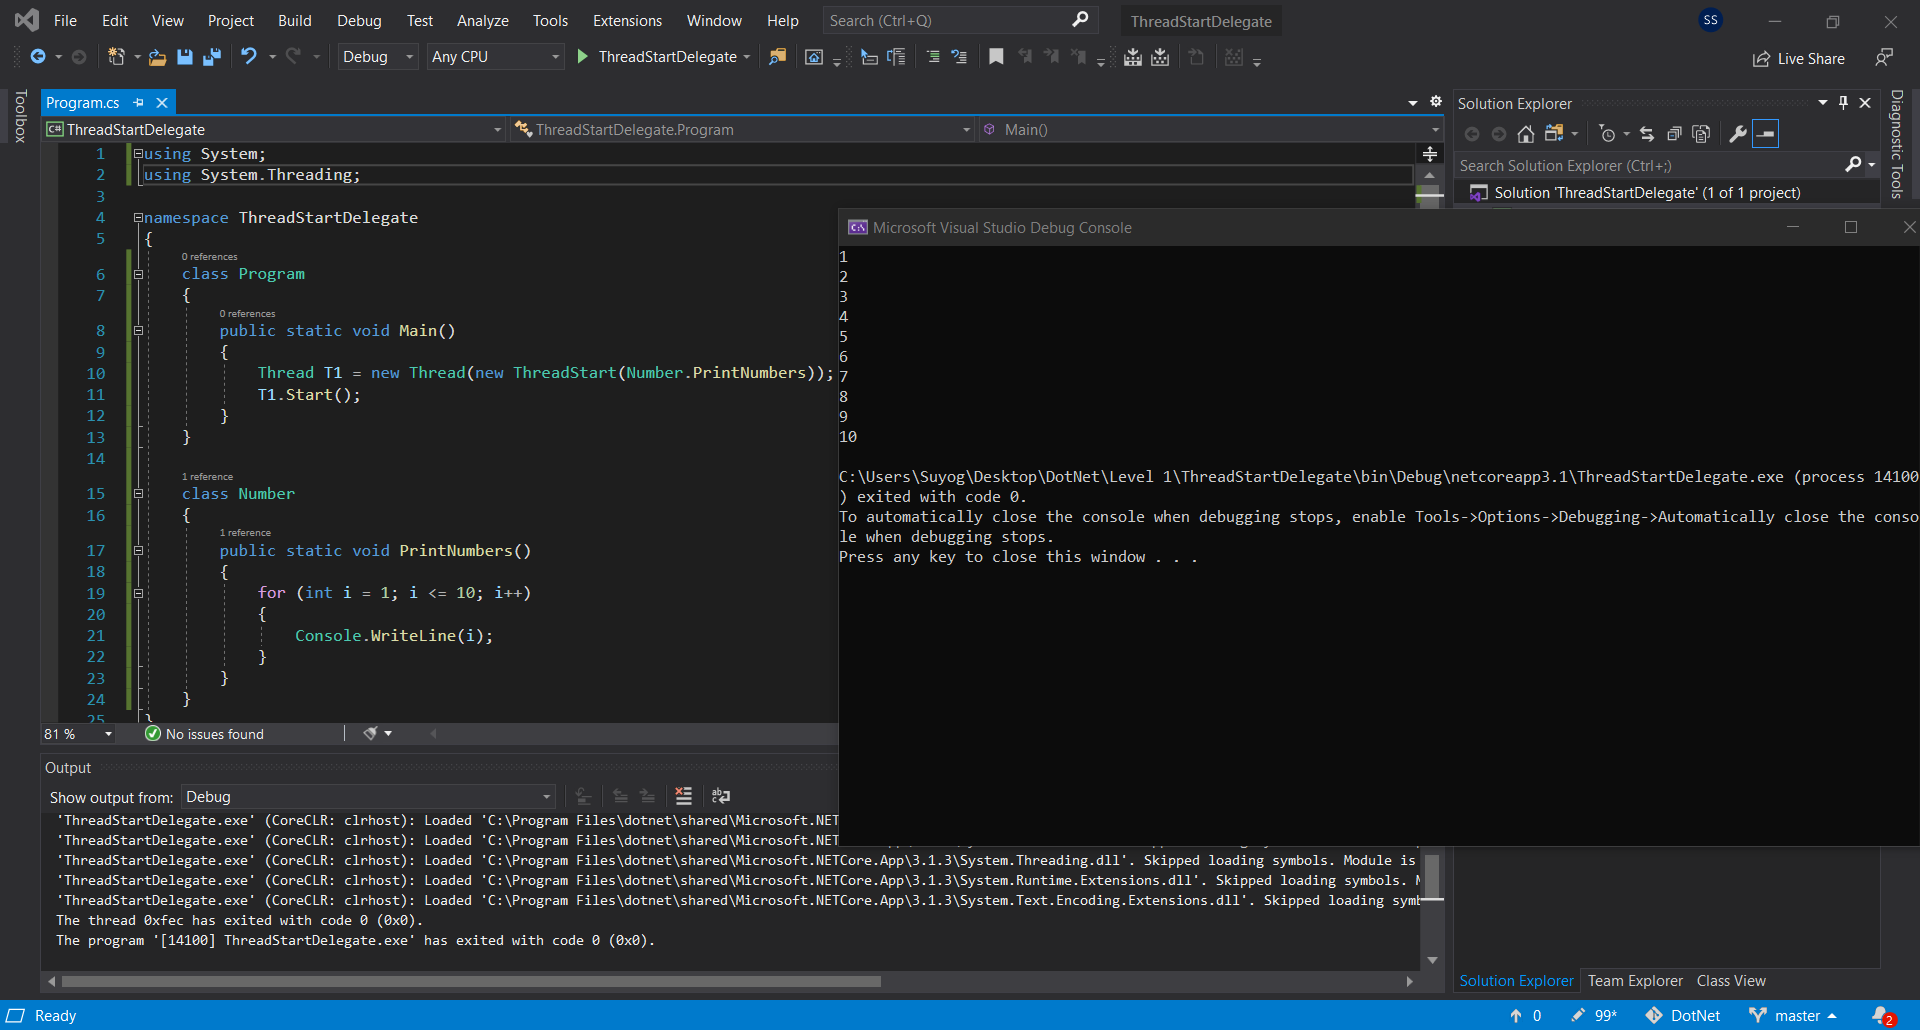 File Edit View Project Build Debug Test Analyze Tools Extensions Window Help Search (Ctrl+Q) ThreadStartDelegate SS
Debug Any CPU ThreadStartDelegate Live Share
Toolbox
Program.cs
ThreadStartDelegate ThreadStartDelegate.Program Main()
1 using System;
2 using System.Threading;
3
4 namespace ThreadStartDelegate
5 {
0 references
6 class Program
7 {
0 references
8 public static void Main()
9 {
10 Thread T1 = new Thread(new ThreadStart(Number.PrintNumbers));
11 T1.Start();
12 }
13 }
14
1 reference
15 class Number
16 {
1 reference
17 public static void PrintNumbers()
18 {
19 for (int i = 1; i <= 10; i++)
20 {
21 Console.WriteLine(i);
22 }
23 }
24 }
25 }
81 % No issues found
Solution Explorer
Search Solution Explorer (Ctrl+;)
Solution 'ThreadStartDelegate' (1 of 1 project)
Diagnostic Tools
C:\ Microsoft Visual Studio Debug Console
1
2
3
4
5
6
7
8
9
10
C:\Users\Suyog\Desktop\DotNet\Level 1\ThreadStartDelegate\bin\Debug\netcoreapp3.1\ThreadStartDelegate.exe (process 14100
) exited with code 0.
To automatically close the console when debugging stops, enable Tools->Options->Debugging->Automatically close the conso
le when debugging stops.
Press any key to close this window . . .
Output
Show output from: Debug
'ThreadStartDelegate.exe' (CoreCLR: clrhost): Loaded 'C:\Program Files\dotnet\shared\Microsoft.NET
'ThreadStartDelegate.exe' (CoreCLR: clrhost): Loaded 'C:\Program Files\dotnet\shared\Microsoft.NET
'ThreadStartDelegate.exe' (CoreCLR: clrhost): Loaded 'C:\Program Files\dotnet\shared\Microsoft.NETCore.App\3.1.3\System.Threading.dll'. Skipped loading symbols. Module is
'ThreadStartDelegate.exe' (CoreCLR: clrhost): Loaded 'C:\Program Files\dotnet\shared\Microsoft.NETCore.App\3.1.3\System.Runtime.Extensions.dll'. Skipped loading symbols.
'ThreadStartDelegate.exe' (CoreCLR: clrhost): Loaded 'C:\Program Files\dotnet\shared\Microsoft.NETCore.App\3.1.3\System.Text.Encoding.Extensions.dll'. Skipped loading symb
The thread 0xfec has exited with code 0 (0x0).
The program '[14100] ThreadStartDelegate.exe' has exited with code 0 (0x0).
Solution Explorer Team Explorer Class View
Ready 0 99* DotNet master 2